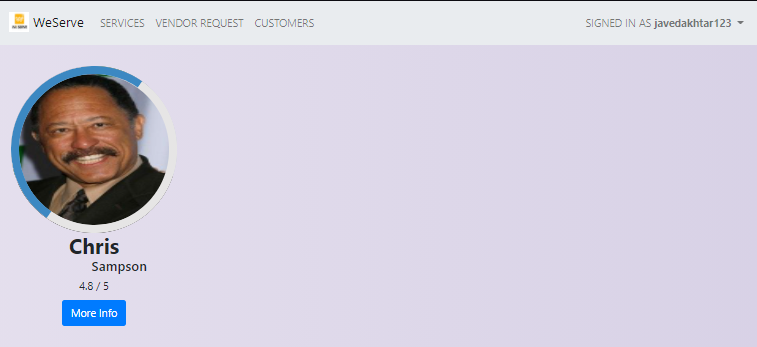 WeServe SERVICES VENDOR REQUEST CUSTOMERS SIGNED IN AS javedakhtar123
Chris
Sampson
4.8 / 5
More Info